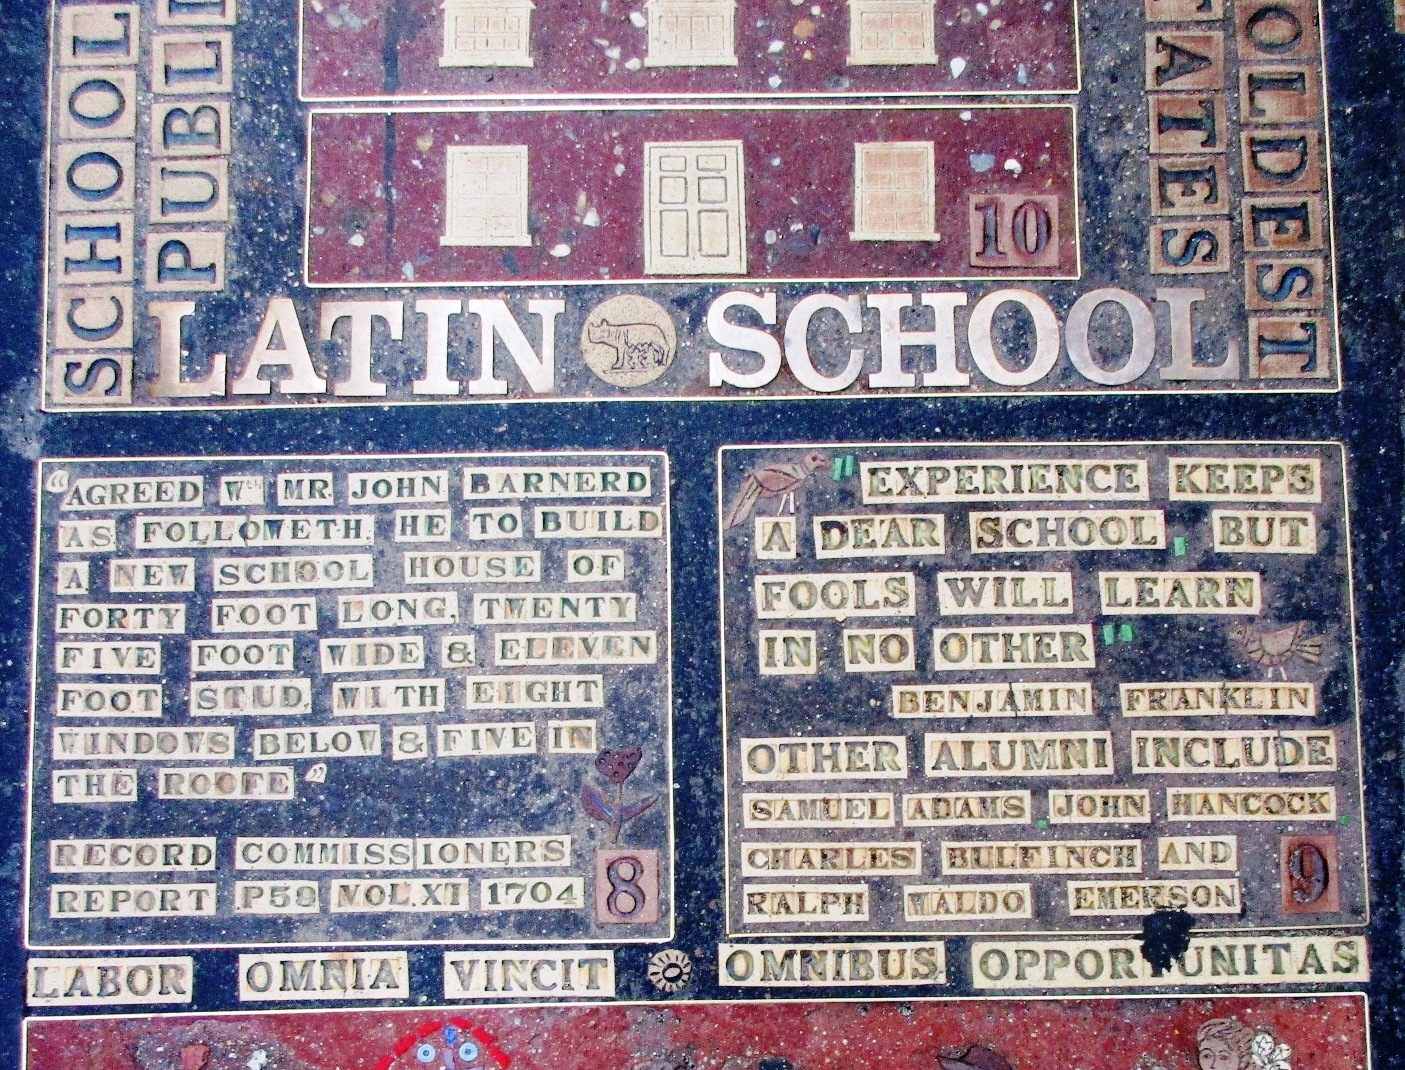 SCHOOL
PUBLI
TATES
OLDEST
10
LATIN SCHOOL
"AGREED Wth MR. JOHN BARNERD
AS FOLLOWETH. HE TO BUILD
A NEW SCHOOL HOUSE OF
FORTY FOOT LONG, TWENTY
FIVE FOOT WIDE & ELEVEN
FOOT STUD, WITH EIGHT
WINDOWS BELOW & FIVE IN
THE ROOFE"
RECORD COMMISSIONERS
REPORT P59 VOL.XI 1704
8
"EXPERIENCE KEEPS
A DEAR SCHOOL, BUT
FOOLS WILL LEARN
IN NO OTHER"
BENJAMIN FRANKLIN
OTHER ALUMNI INCLUDE
SAMUEL ADAMS, JOHN HANCOCK,
CHARLES BULFINCH AND
RALPH WALDO EMERSON
9
LABOR OMNIA VINCIT OMNIBUS OPPORTUNITAS